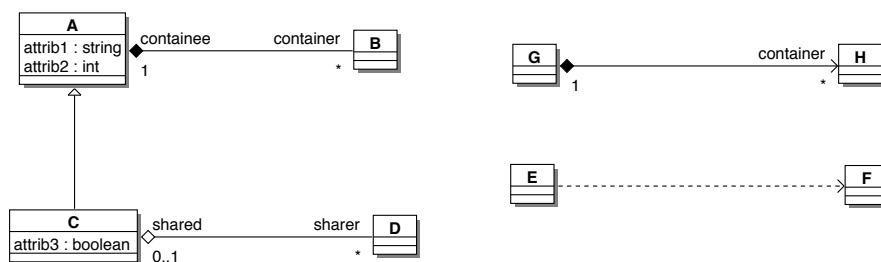 A
attrib1 : string
attrib2 : int
containee
container
1
*
B
G
container
1
*
H
E
F
C
attrib3 : boolean
shared
sharer
0..1
*
D